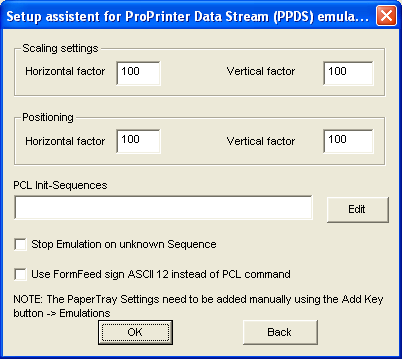 Setup assistent for ProPrinter Data Stream (PPDS) emula...
Scaling settings
Horizontal factor 100 Vertical factor 100
Positioning
Horizontal factor 100 Vertical factor 100
PCL Init-Sequences
Edit
Stop Emulation on unknown Sequence
Use FormFeed sign ASCII 12 instead of PCL command
NOTE: The PaperTray Settings need to be added manually using the Add Key
button -> Emulations
OK Back